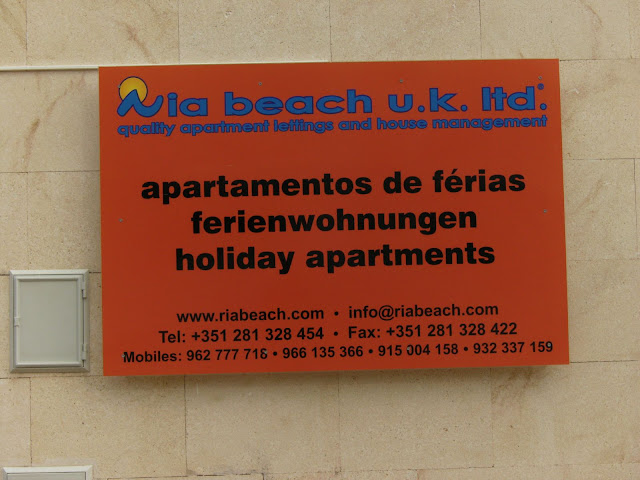 Ria beach u.k. ltd.®
quality apartment lettings and house management
apartamentos de férias
ferienwohnungen
holiday apartments
www.riabeach.com • info@riabeach.com
Tel: +351 281 328 454 • Fax: +351 281 328 422
Mobiles: 962 777 718 • 966 135 366 • 915 004 158 • 932 337 159